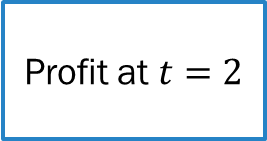 Profit at t = 2